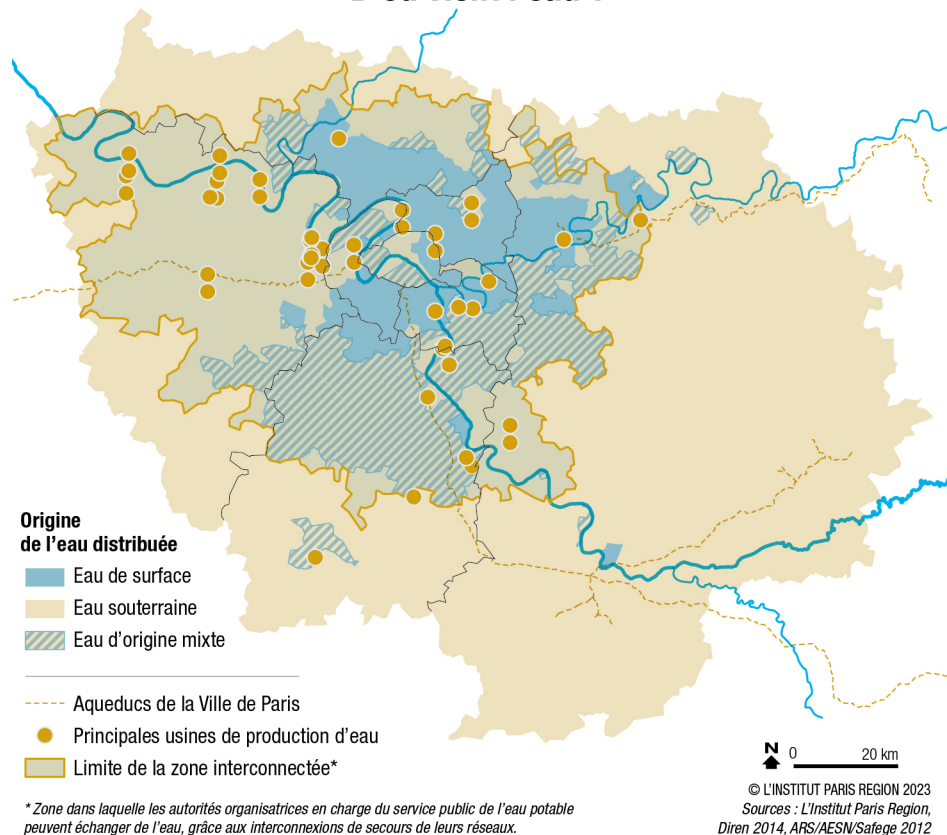 D'où vient l'eau ?
Origine
de l'eau distribuée
Eau de surface
Eau souterraine
Eau d'origine mixte
Aqueducs de la Ville de Paris
Principales usines de production d'eau
Limite de la zone interconnectée*
* Zone dans laquelle les autorités organisatrices en charge du service public de l'eau potable
peuvent échanger de l'eau, grâce aux interconnexions de secours de leurs réseaux.
N 0 20 km
© L'INSTITUT PARIS REGION 2023
Sources : L'Institut Paris Region,
Diren 2014, ARS/AESN/Safege 2012